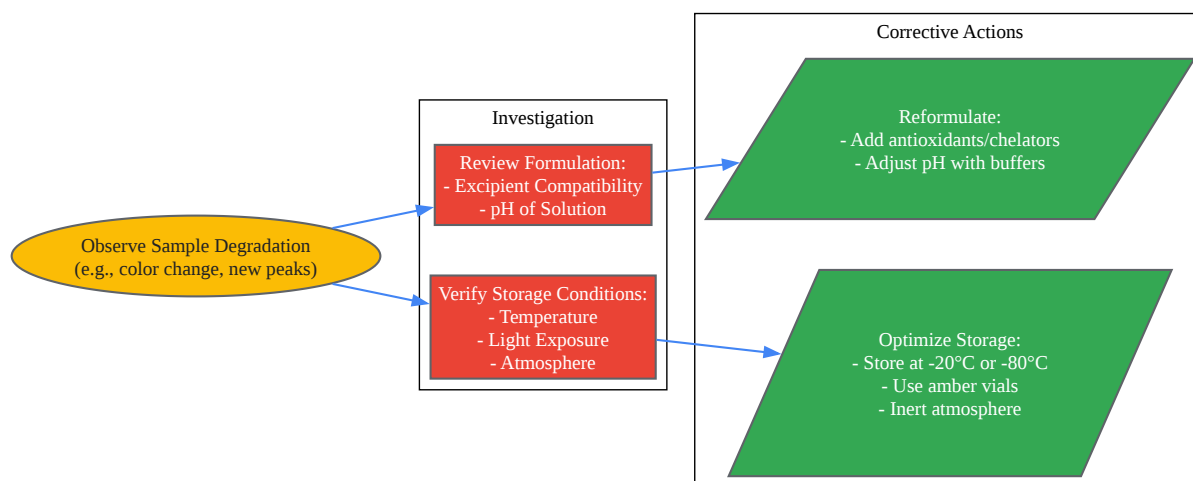 Observe Sample Degradation
(e.g., color change, new peaks)
Investigation
Review Formulation:
- Excipient Compatibility
- pH of Solution
Verify Storage Conditions:
- Temperature
- Light Exposure
- Atmosphere
Corrective Actions
Reformulate:
- Add antioxidants/chelators
- Adjust pH with buffers
Optimize Storage:
- Store at -20°C or -80°C
- Use amber vials
- Inert atmosphere